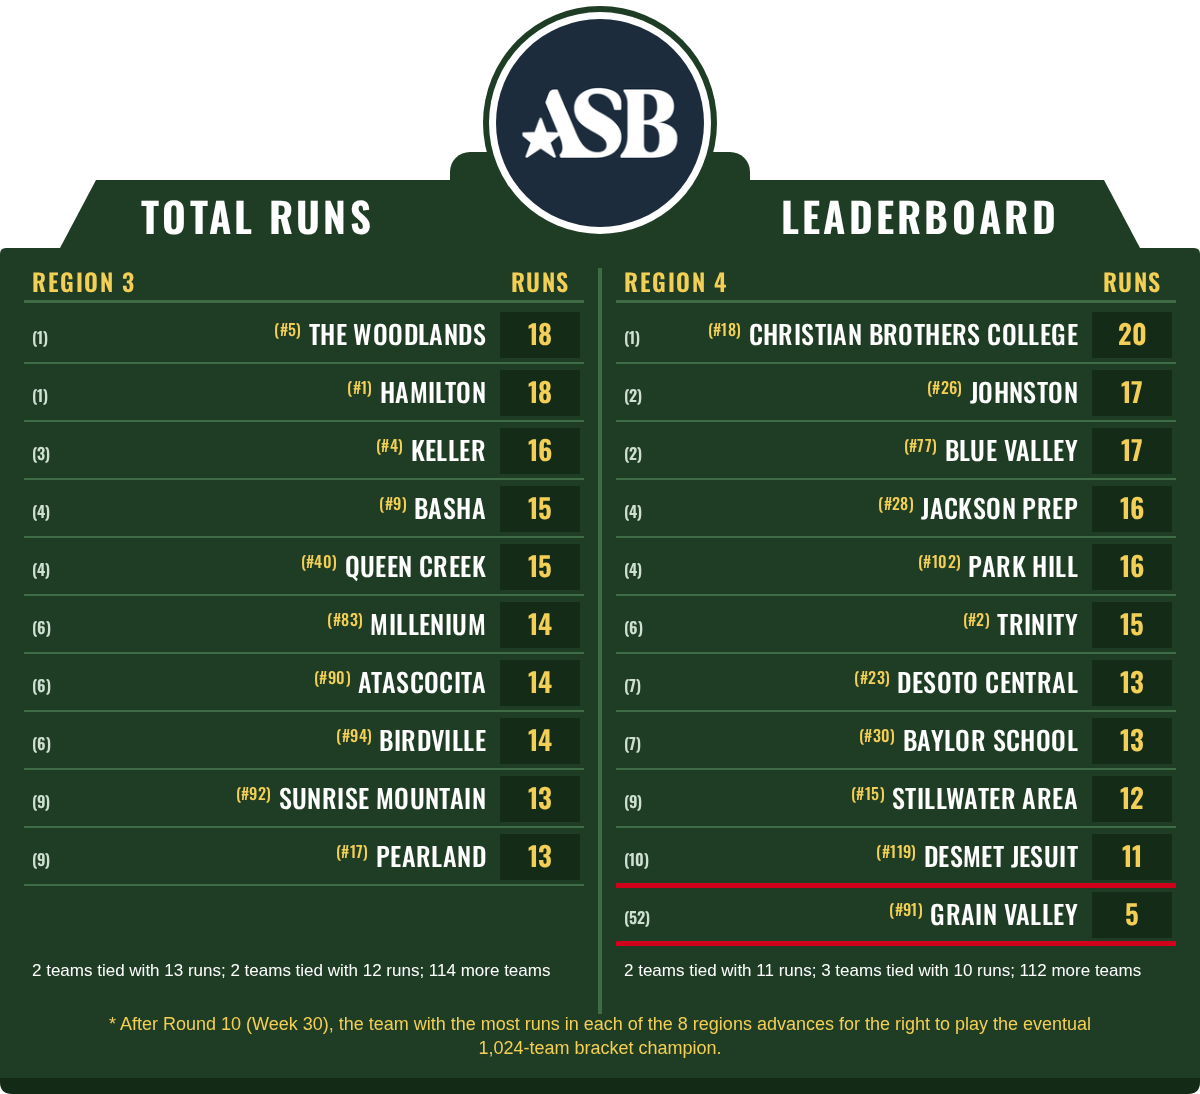 ASB
TOTAL RUNS
LEADERBOARD
REGION 3 RUNS
(1) (#5) THE WOODLANDS 18
(1) (#1) HAMILTON 18
(3) (#4) KELLER 16
(4) (#9) BASHA 15
(4) (#40) QUEEN CREEK 15
(6) (#83) MILLENIUM 14
(6) (#90) ATASCOCITA 14
(6) (#94) BIRDVILLE 14
(9) (#92) SUNRISE MOUNTAIN 13
(9) (#17) PEARLAND 13
2 teams tied with 13 runs; 2 teams tied with 12 runs; 114 more teams
REGION 4 RUNS
(1) (#18) CHRISTIAN BROTHERS COLLEGE 20
(2) (#26) JOHNSTON 17
(2) (#77) BLUE VALLEY 17
(4) (#28) JACKSON PREP 16
(4) (#102) PARK HILL 16
(6) (#2) TRINITY 15
(7) (#23) DESOTO CENTRAL 13
(7) (#30) BAYLOR SCHOOL 13
(9) (#15) STILLWATER AREA 12
(10) (#119) DESMET JESUIT 11
(52) (#91) GRAIN VALLEY 5
2 teams tied with 11 runs; 3 teams tied with 10 runs; 112 more teams
* After Round 10 (Week 30), the team with the most runs in each of the 8 regions advances for the right to play the eventual
1,024-team bracket champion.